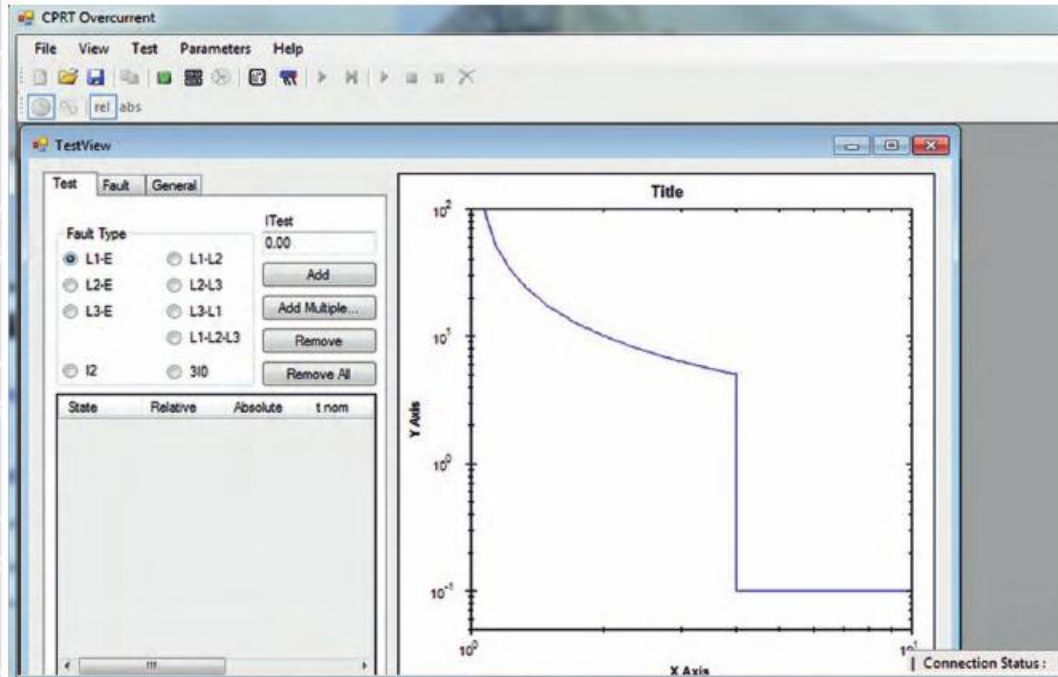 CPRT Overcurrent
File View Test Parameters Help
rel abs
TestView
Test Fault General
Fault Type
ITest
0.00
L1-E L1-L2
Add
L2-E L2-L3
L3-E L3-L1
Add Multiple...
L1-L2-L3
Remove
I2 3I0
Remove All
State Relative Absolute t nom
Title
10²
10¹
10⁰
10⁻¹
Y Axis
10⁰ 10¹
X Axis
Connection Status :